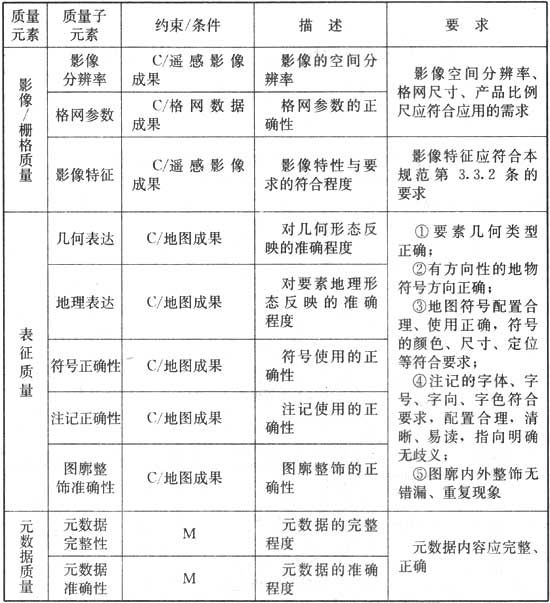 质量元素 质量子元素 约束/条件 描述 要求
影像/栅格质量
影像分辨率
C/遥感影像成果
影像的空间分辨率
影像空间分辨率、
格网尺寸、产品比例
尺应符合应用的需求
格网参数
C/格网数据成果
格网参数的正确性
影像特征
C/遥感影像成果
影像特性与要求的符合程度
影像特征应符合本
规范第3.3.2条的
要求
表征质量
几何表达
C/地图成果
对几何形态反映的准确程度
①要素几何类型
正确;
②有方向性的地物
符号方向正确;
③地图符号配置合
理、使用正确,符号
的颜色、尺寸、定位
等符合要求;
④注记的字体、字
号、字向、字色符合
要求,配置合理,清
晰、易读,指向明确
无歧义;
⑤图廓内外整饰无
错漏、重复现象
地理表达
C/地图成果
对要素地理形态反映的准确程度
符号正确性
C/地图成果
符号使用的正确性
注记正确性
C/地图成果
注记使用的正确性
图廓整饰准确性
C/地图成果
图廓整饰的正确性
元数据质量
元数据完整性
M
元数据的完整程度
元数据内容应完整、
正确
元数据准确性
M
元数据的准确程度